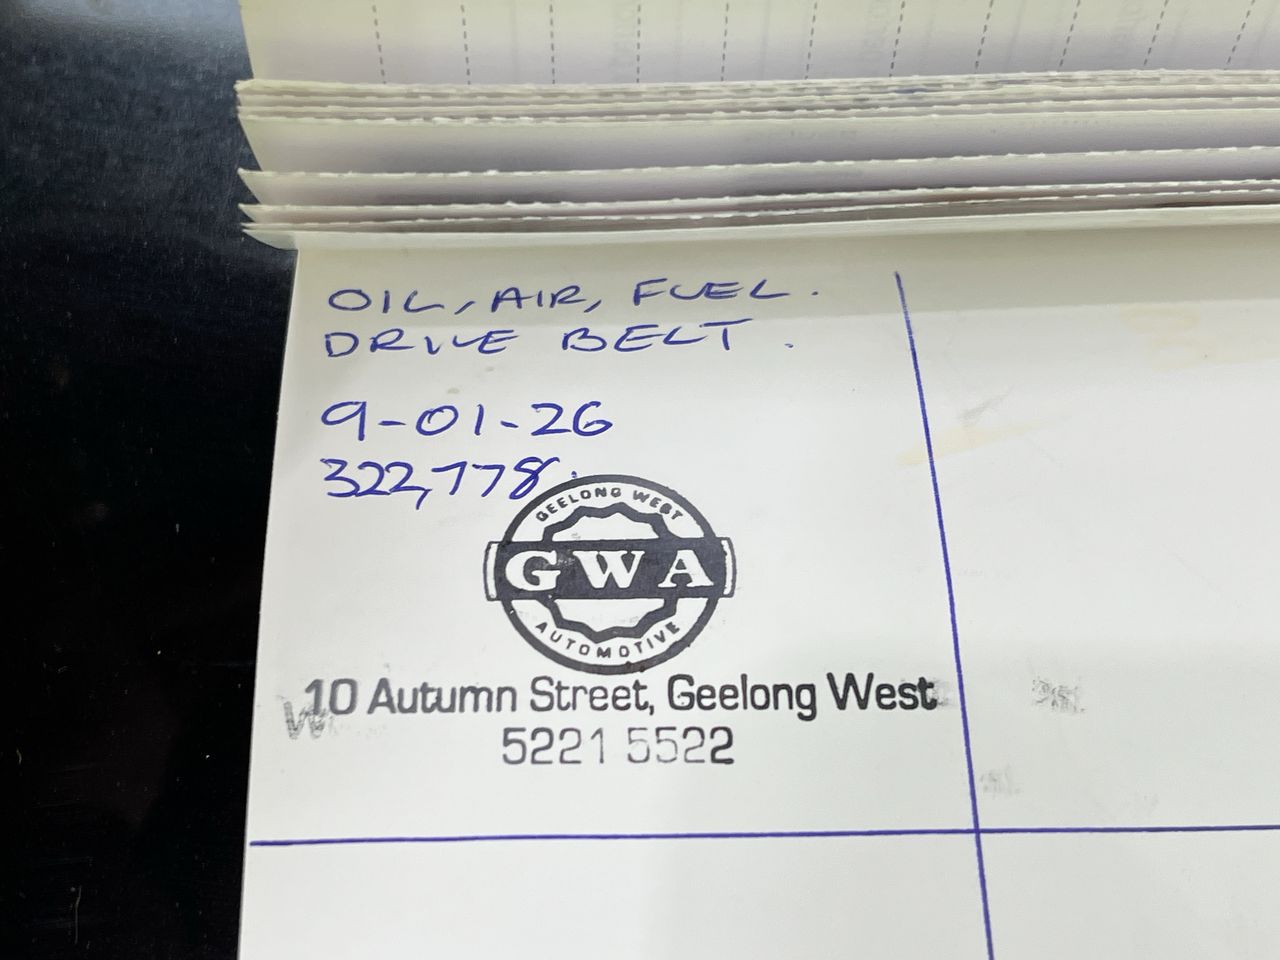 OIL, AIR, FUEL.
DRIVE BELT.
9-01-26
322,778.
GEELONG WEST
GWA
AUTOMOTIVE
10 Autumn Street, Geelong West
5221 5522